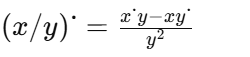 (x/y)˙ = (x˙y−xy˙)/y²